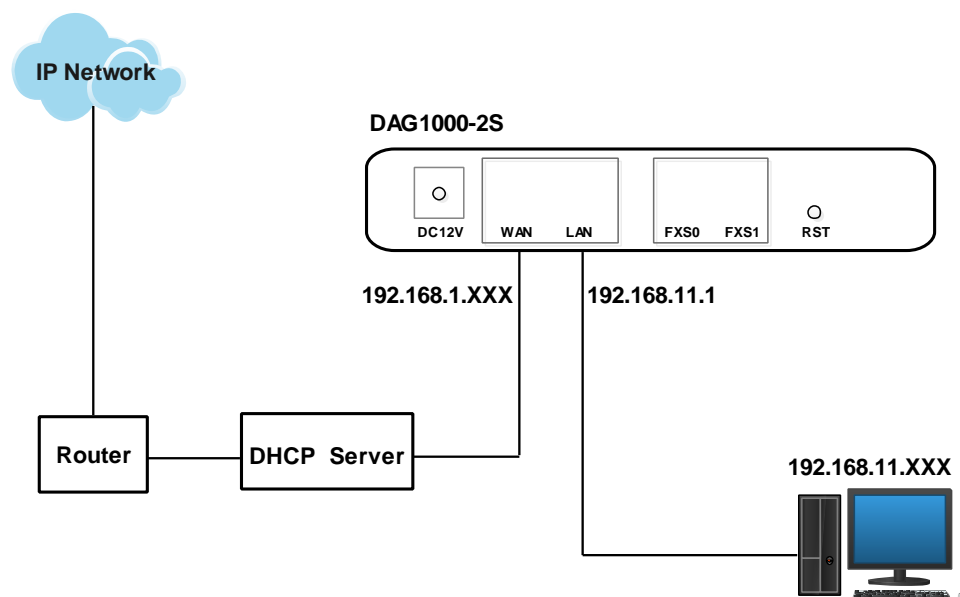 IP Network
DAG1000-2S
DC12V WAN LAN FXS0 FXS1 RST
192.168.1.XXX 192.168.11.1
Router DHCP Server
192.168.11.XXX